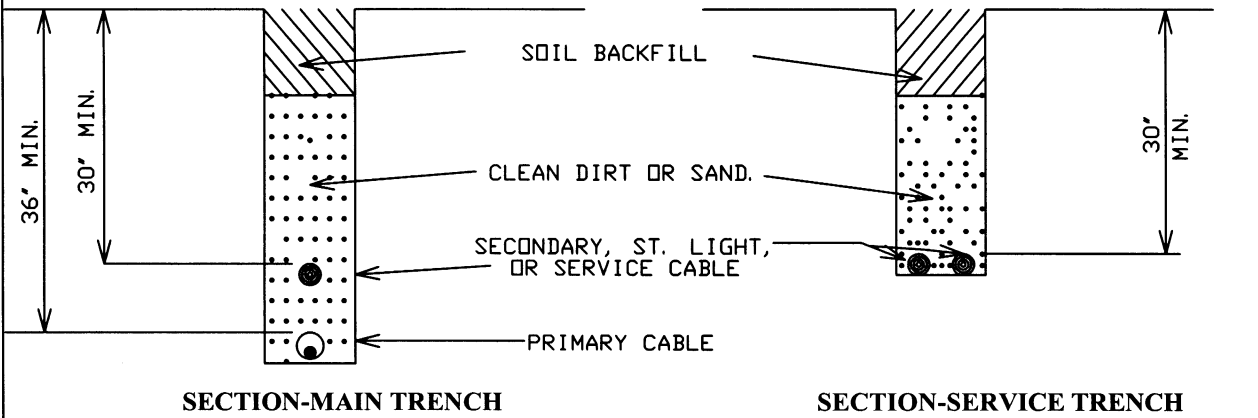 SOIL BACKFILL
36" MIN.
30" MIN.
30"
MIN.
CLEAN DIRT OR SAND.
SECONDARY, ST. LIGHT,
OR SERVICE CABLE
PRIMARY CABLE
SECTION-MAIN TRENCH
SECTION-SERVICE TRENCH